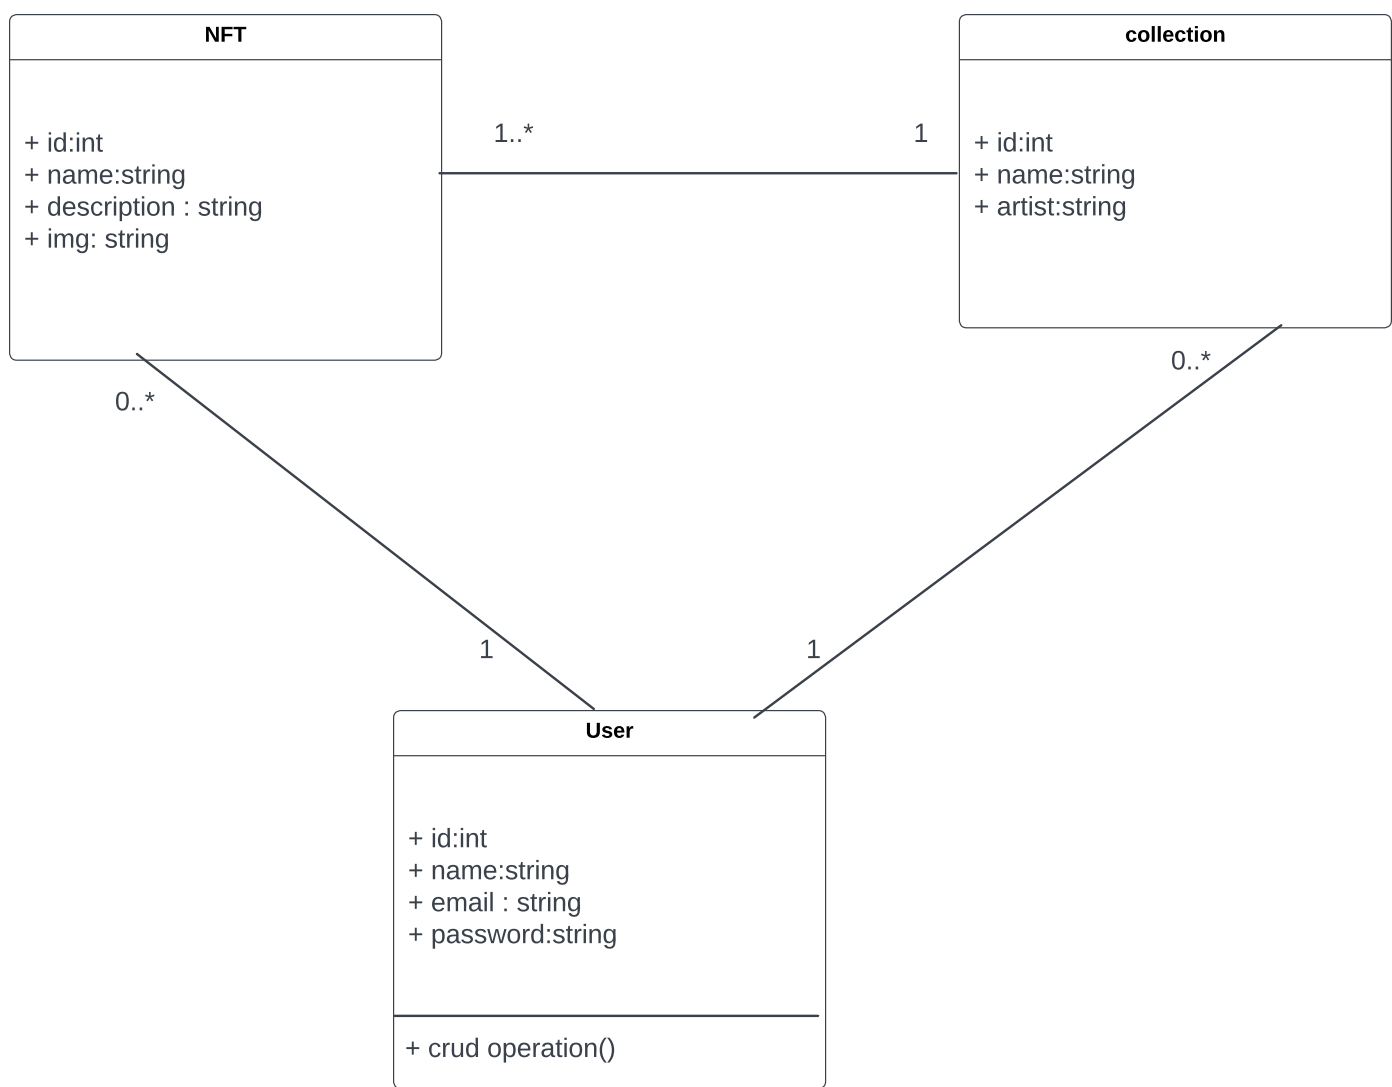 NFT
+ id:int
+ name:string
+ description : string
+ img: string
1..*
1
collection
+ id:int
+ name:string
+ artist:string
0..*
0..*
1
1
User
+ id:int
+ name:string
+ email : string
+ password:string
+ crud operation()